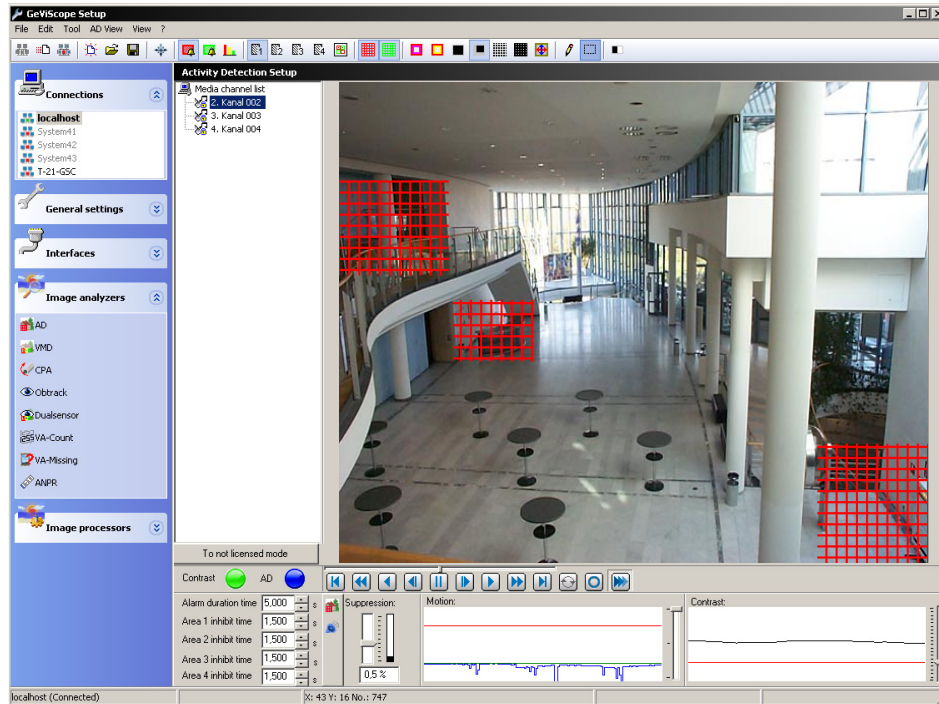 GeViScope Setup
File Edit Tool AD View View ?
1 2 3 4
Connections
localhost
System41
System42
System43
T-21-GSC
General settings
Interfaces
Image analyzers
AD
VMD
CPA
Obtrack
Dualsensor
VA-Count
VA-Missing
ANPR
Image processors
Activity Detection Setup
Media channel list
2. Kanal 002
3. Kanal 003
4. Kanal 004
To not licensed mode
Contrast AD
Alarm duration time 5,000 s
Area 1 inhibit time 1,500 s
Area 2 inhibit time 1,500 s
Area 3 inhibit time 1,500 s
Area 4 inhibit time 1,500 s
Suppression:
0,5 %
Motion:
Contrast:
localhost (Connected) X: 43 Y: 16 No.: 747